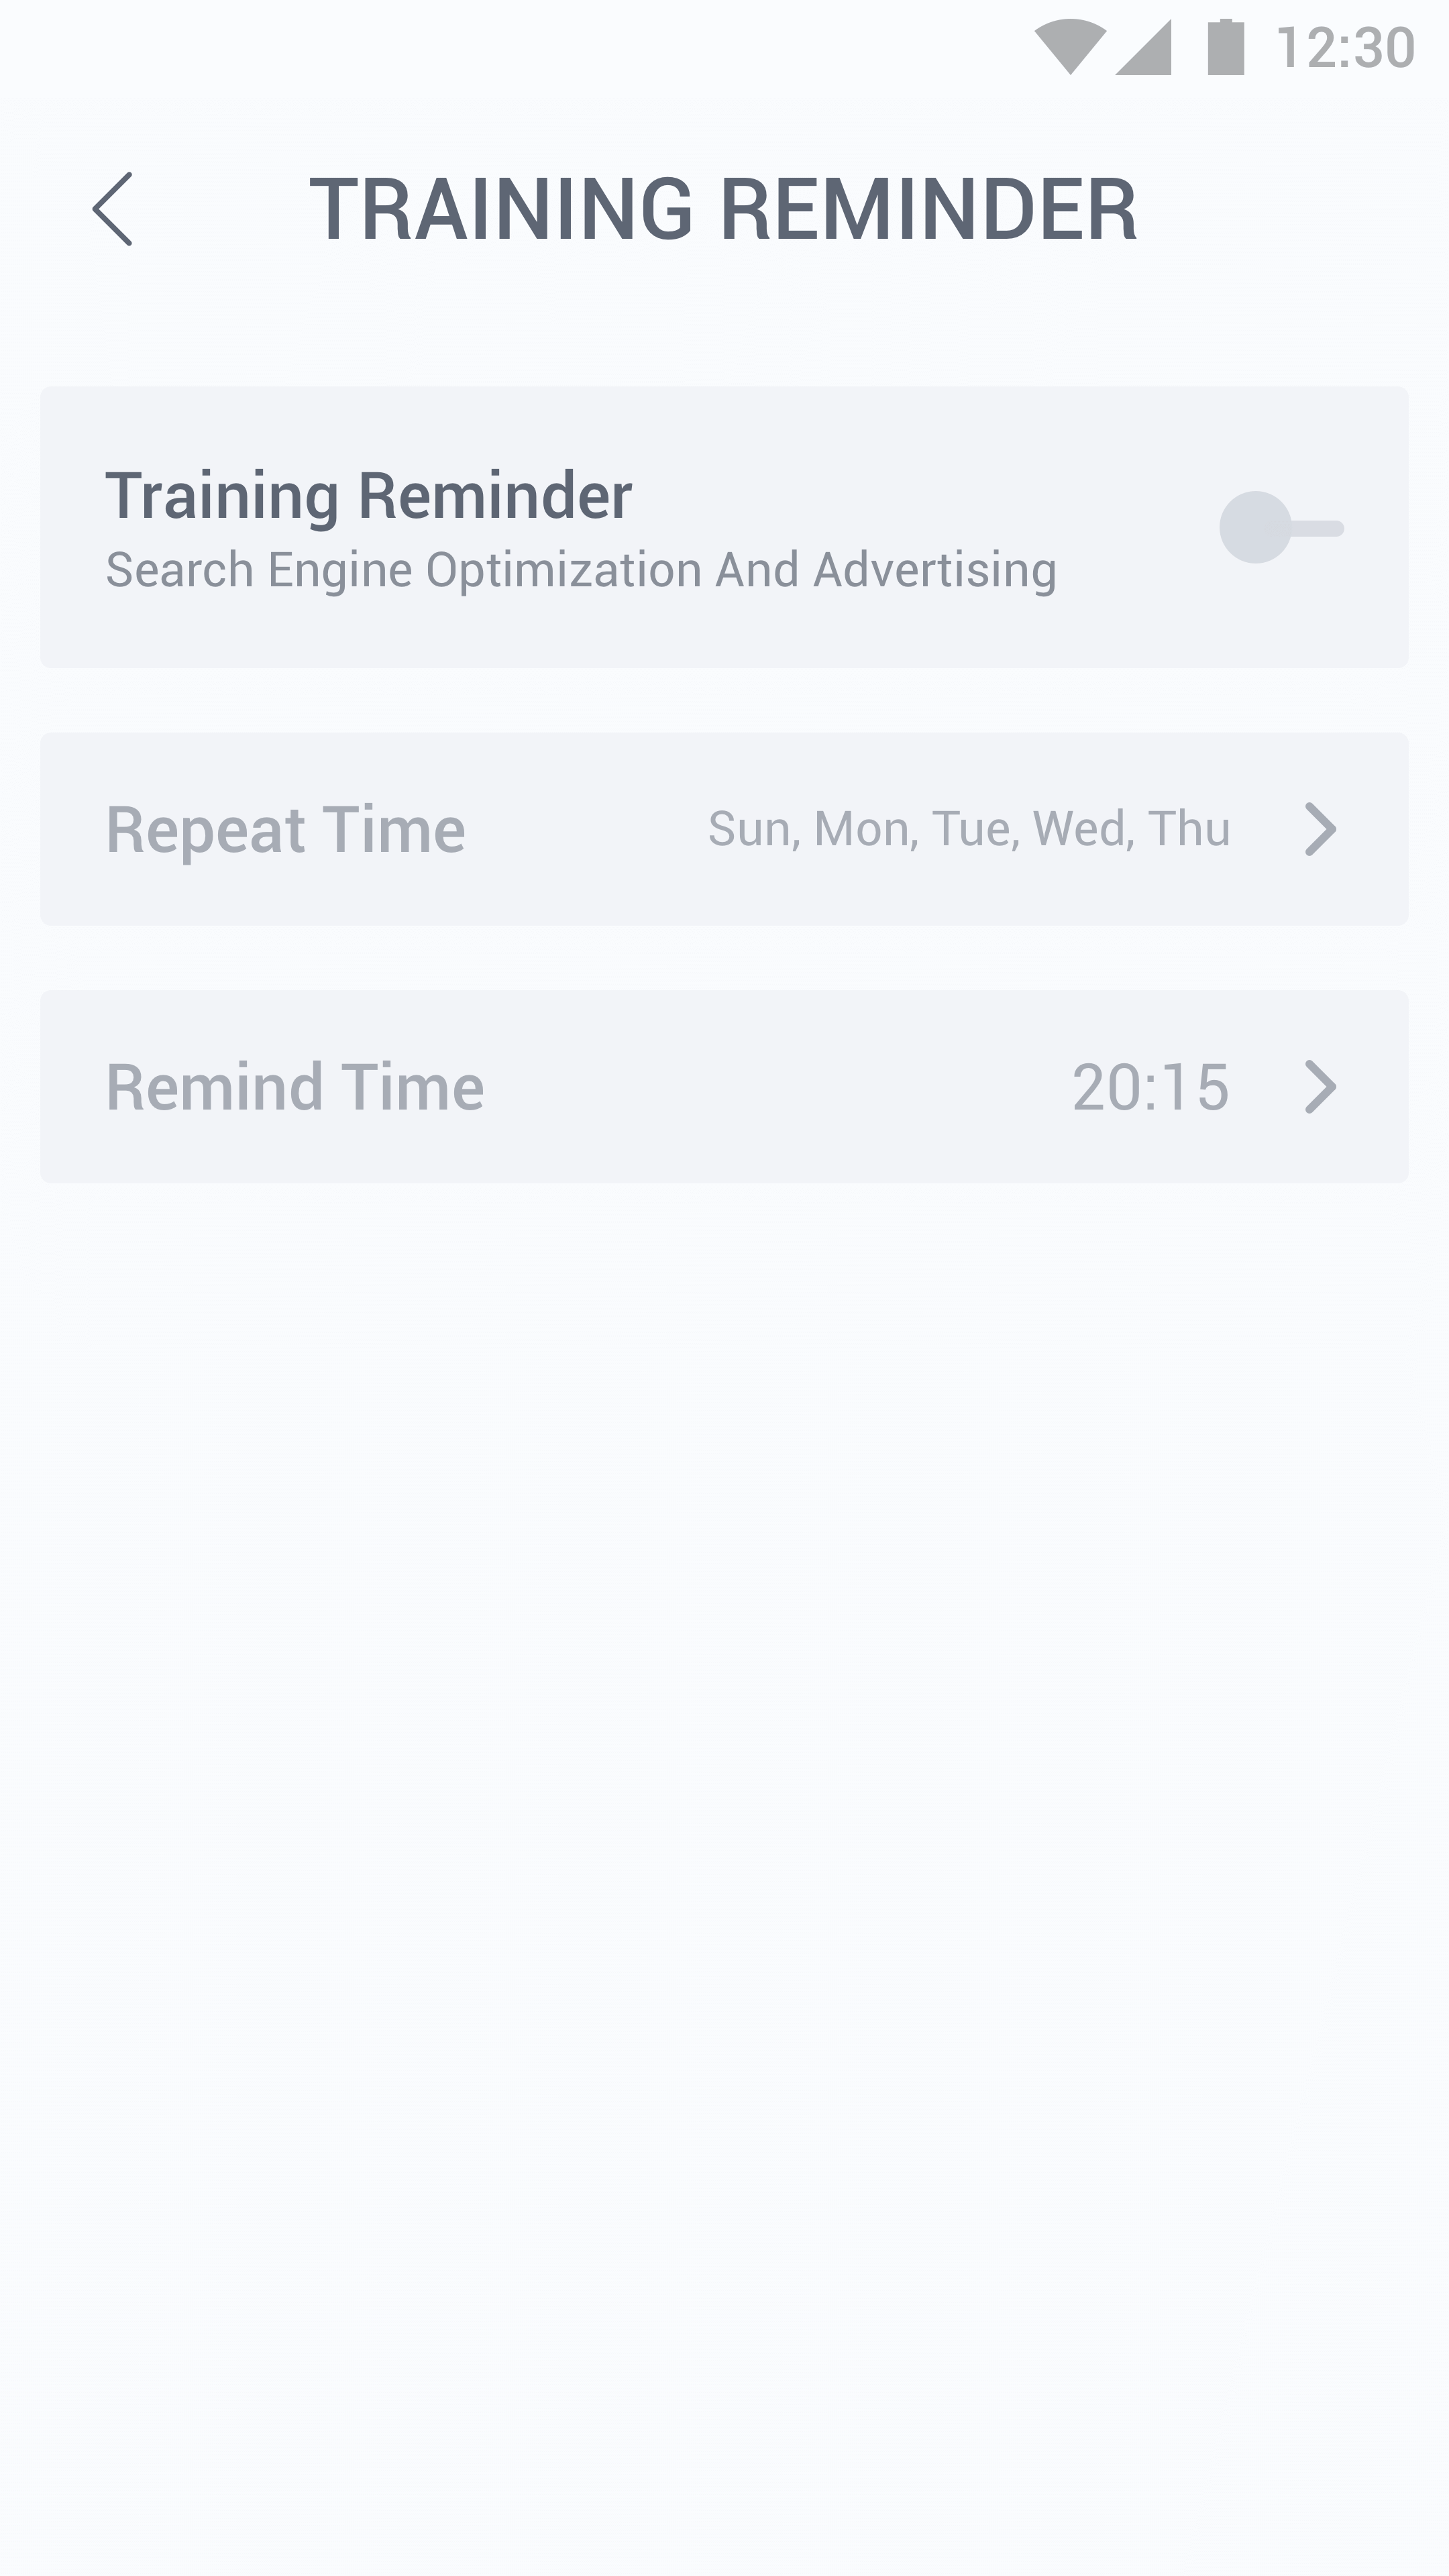 12:30
TRAINING REMINDER
Training Reminder
Search Engine Optimization And Advertising
Repeat Time Sun, Mon, Tue, Wed, Thu
Remind Time 20:15